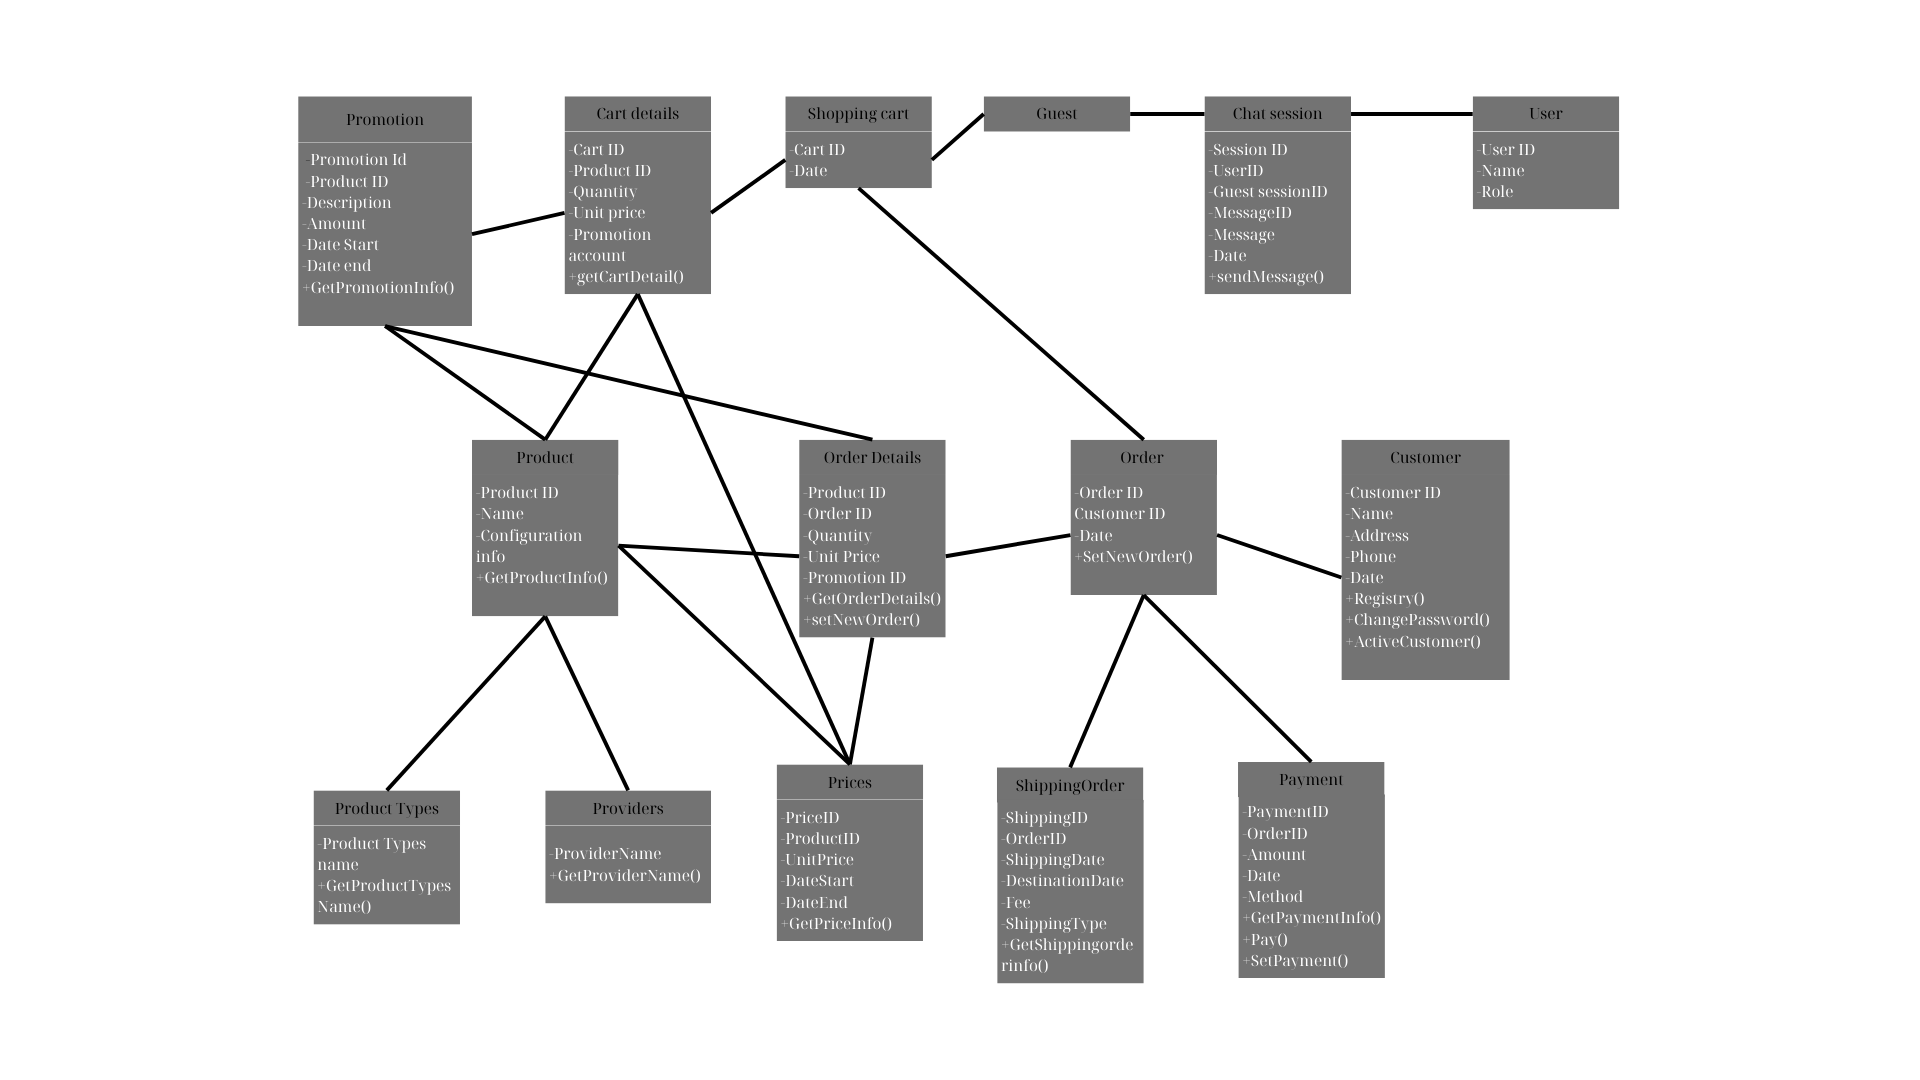 Promotion
-Promotion Id
-Product ID
-Description
-Amount
-Date Start
-Date end
+GetPromotionInfo()
Cart details
-Cart ID
-Product ID
-Quantity
-Unit price
-Promotion
account
+getCartDetail()
Shopping cart
-Cart ID
-Date
Guest
Chat session
-Session ID
-UserID
-Guest sessionID
-MessageID
-Message
-Date
+sendMessage()
User
-User ID
-Name
-Role
Product
-Product ID
-Name
-Configuration
info
+GetProductInfo()
Order Details
-Product ID
-Order ID
-Quantity
-Unit Price
-Promotion ID
+GetOrderDetails()
+setNewOrder()
Order
-Order ID
Customer ID
-Date
+SetNewOrder()
Customer
-Customer ID
-Name
-Address
-Phone
-Date
+Registry()
+ChangePassword()
+ActiveCustomer()
Product Types
-Product Types
name
+GetProductTypes
Name()
Providers
-ProviderName
+GetProviderName()
Prices
-PriceID
-ProductID
-UnitPrice
-DateStart
-DateEnd
+GetPriceInfo()
ShippingOrder
-ShippingID
-OrderID
-ShippingDate
-DestinationDate
-Fee
-ShippingType
+GetShippingorde
rinfo()
Payment
-PaymentID
-OrderID
-Amount
-Date
-Method
+GetPaymentInfo()
+Pay()
+SetPayment()